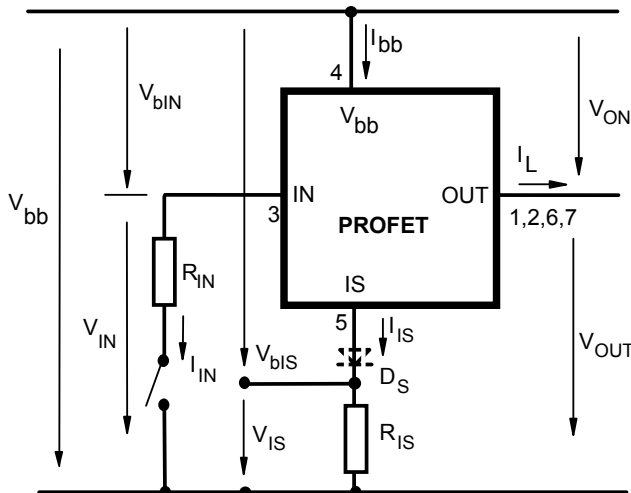 I bb
4
V bb
V bIN
V ON
V bb
IN
OUT
I L
3
PROFET
1,2,6,7
R IN
IS
V IN
I IN
5
I IS
V bIS
D S
V OUT
V IS
R IS